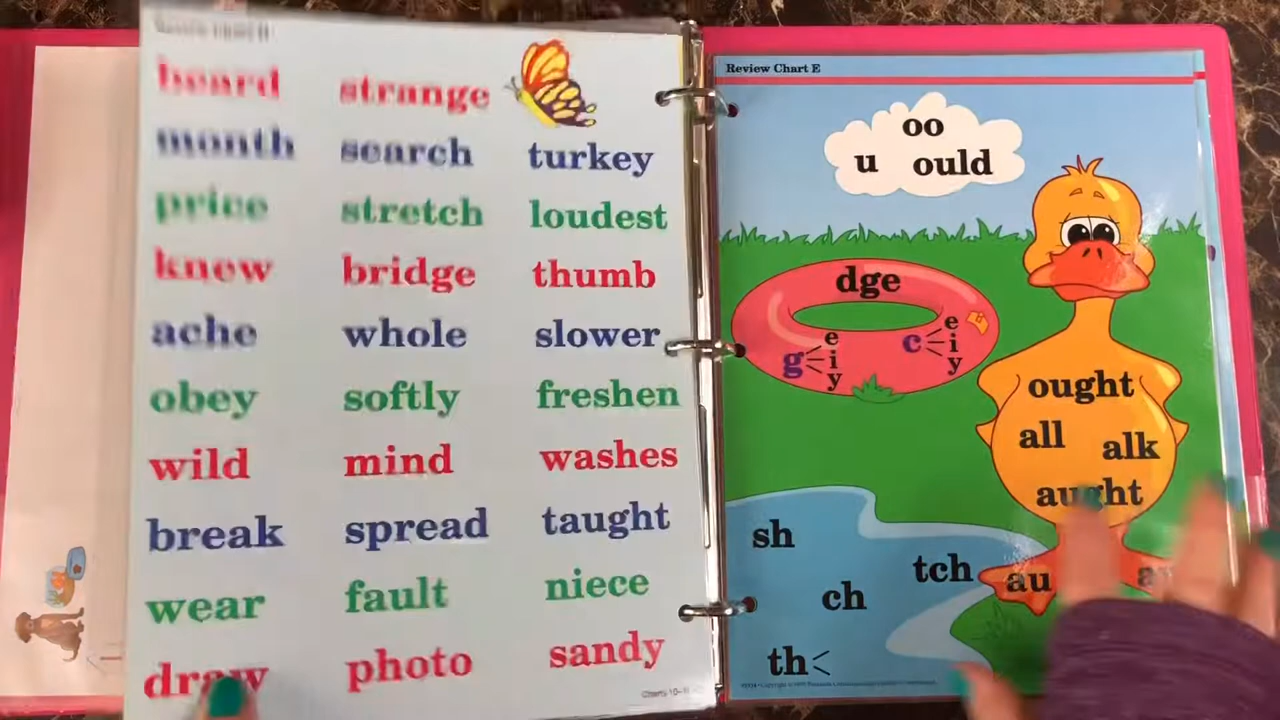 heard strange
month search turkey
price stretch loudest
knew bridge thumb
ache whole slower
obey softly freshen
wild mind washes
break spread taught
wear fault niece
draw photo sandy
Review Chart E
oo
u ould
dge
g e i y
c e i y
ought
all alk
aught
sh
ch
tch
au
th